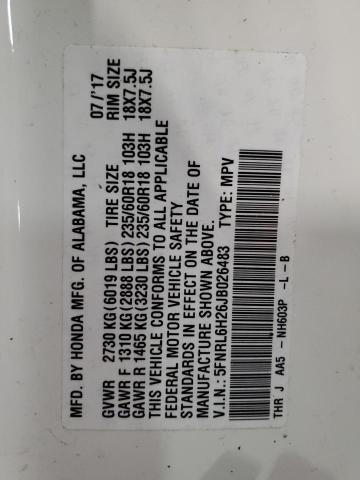 MFD. BY HONDA MFG. OF ALABAMA, LLC 07/'17
GVWR 2730 KG(6019 LBS) TIRE SIZE RIM SIZE
GAWR F 1310 KG(2888 LBS)235/60R18 103H 18X7.5J
GAWR R 1465 KG(3230 LBS)235/60R18 103H 18X7.5J
THIS VEHICLE CONFORMS TO ALL APPLICABLE
FEDERAL MOTOR VEHICLE SAFETY
STANDARDS IN EFFECT ON THE DATE OF
MANUFACTURE SHOWN ABOVE.
V.I.N.: 5FNRL6H26JB026483 TYPE: MPV
THR J AA5 - NH603P -L -B